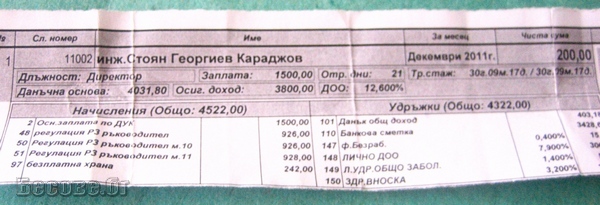 № Сл. номер Име За месец Чиста сума
1 11002 инж.Стоян Георгиев Караджов Декември 2011г. 200,00
Длъжност: Директор Заплата: 1500,00 Отр. дни: 21 Тр.стаж: 30г.09м.17д. / 30г.09м.17д.
Данъчна основа: 4031,80 Осиг. доход: 3800,00 ДОО: 12,600%
Начисления (Общо: 4522,00) Удръжки (Общо: 4322,00)
2 Осн.заплата по ДУК 1500,00 101 Данък общ доход 403,
48 регулация РЗ ръководител 926,00 110 Банкова сметка 3428,
50 Регулация РЗ ръководител м.10 926,00 147 ф.Безраб. 0,400% 15
51 Регулация РЗ ръководител м.11 928,00 148 ЛИЧНО ДОО 7,900% 300
97 безплатна храна 242,00 149 Л.УДР.ОБЩО ЗАБОЛ. 1,400%
150 ЗДР.ВНОСКА 3,200%
Бесове.бг